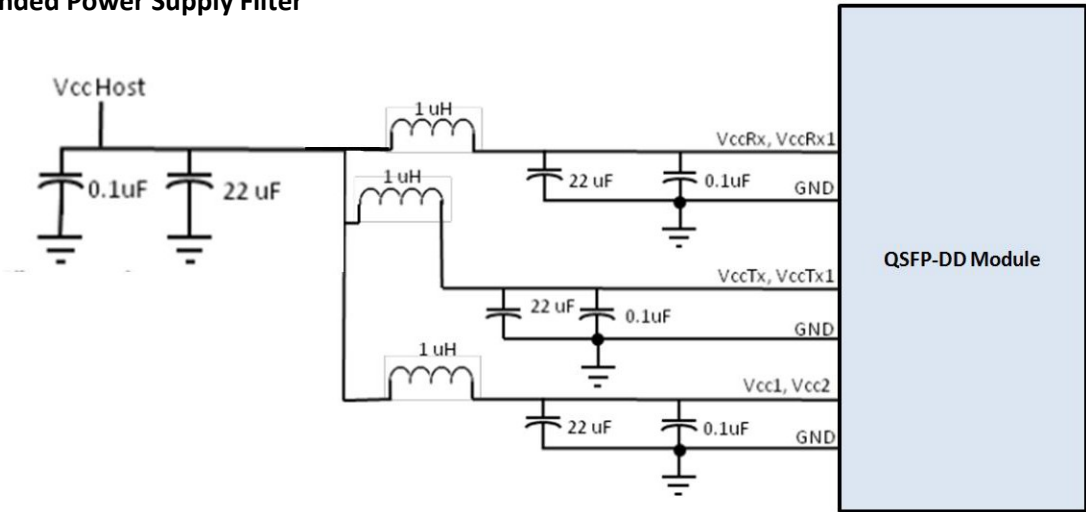 Power Supply Filter
VccHost
0.1uF
22 uF
1 uH
VccRx, VccRx1
22 uF
0.1uF
GND
1 uH
VccTx, VccTx1
22 uF
0.1uF
GND
1 uH
Vcc1, Vcc2
22 uF
0.1uF
GND
QSFP-DD Module